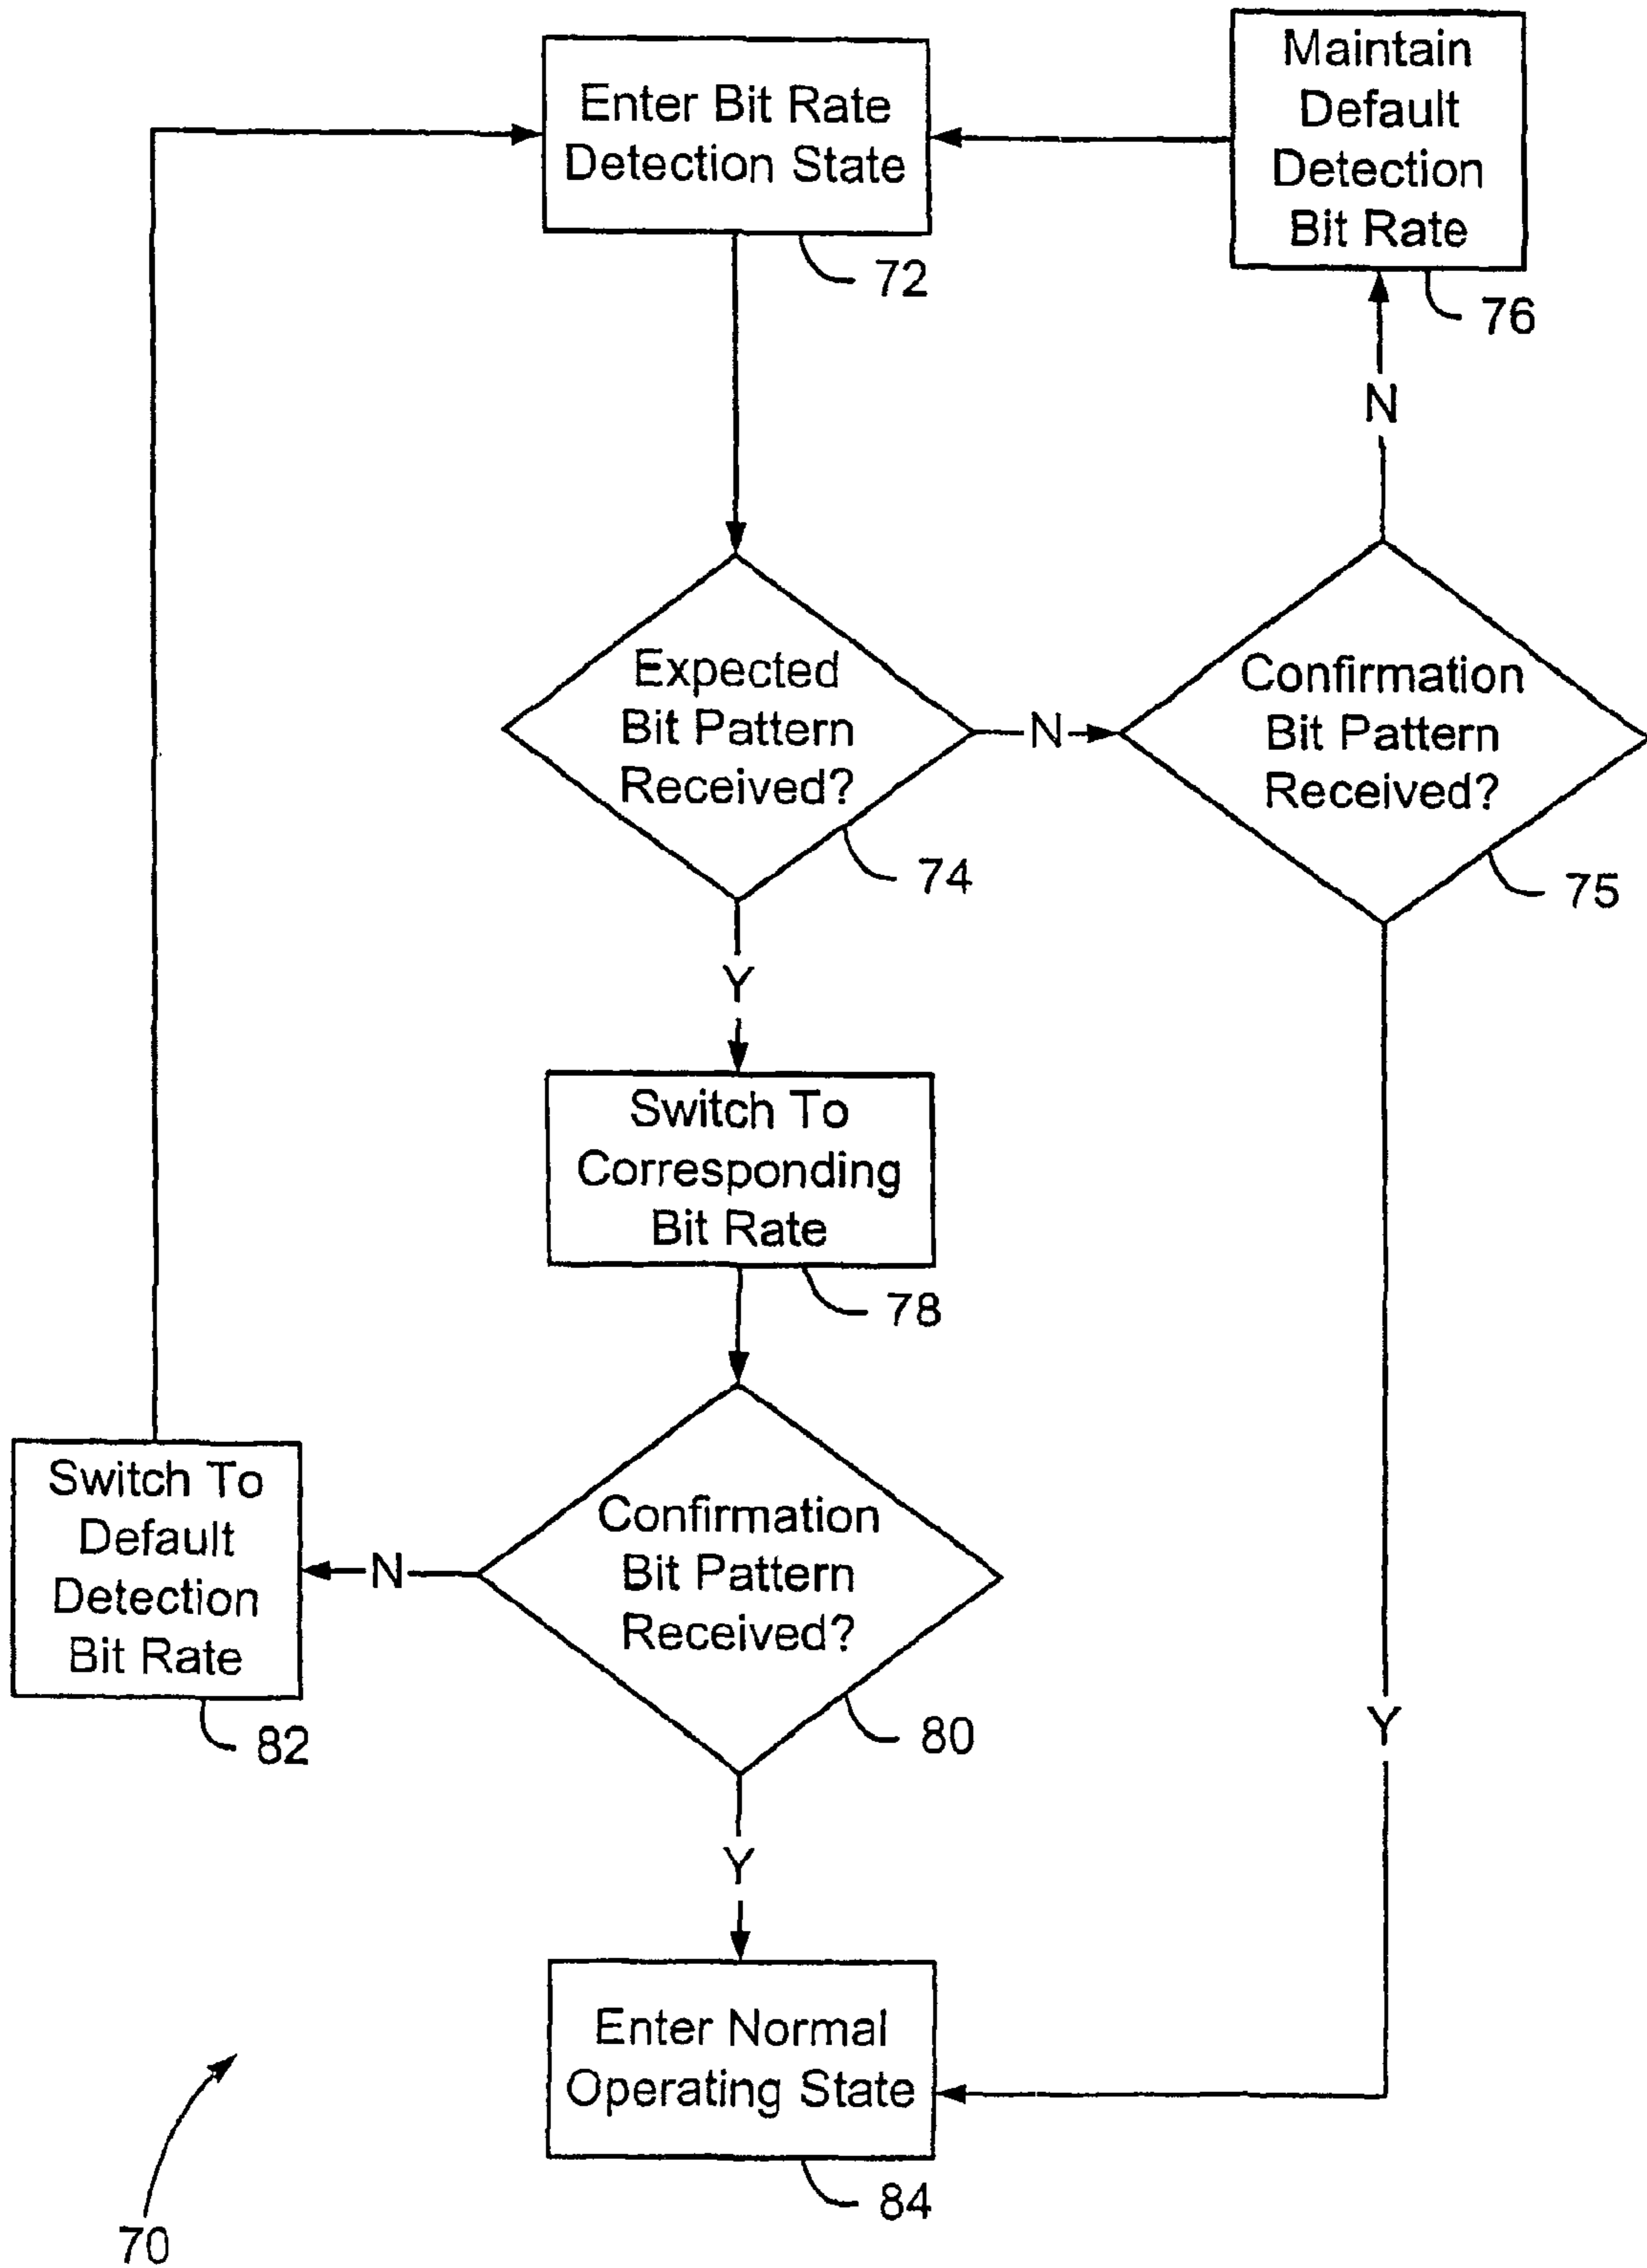 Enter Bit Rate
Detection State
72
Maintain
Default
Detection
Bit Rate
76
N
Expected
Bit Pattern
Received?
74
N
Confirmation
Bit Pattern
Received?
75
Y
Switch To
Corresponding
Bit Rate
78
Switch To
Default
Detection
Bit Rate
82
N
Confirmation
Bit Pattern
Received?
80
Y
Y
Enter Normal
Operating State
84
70